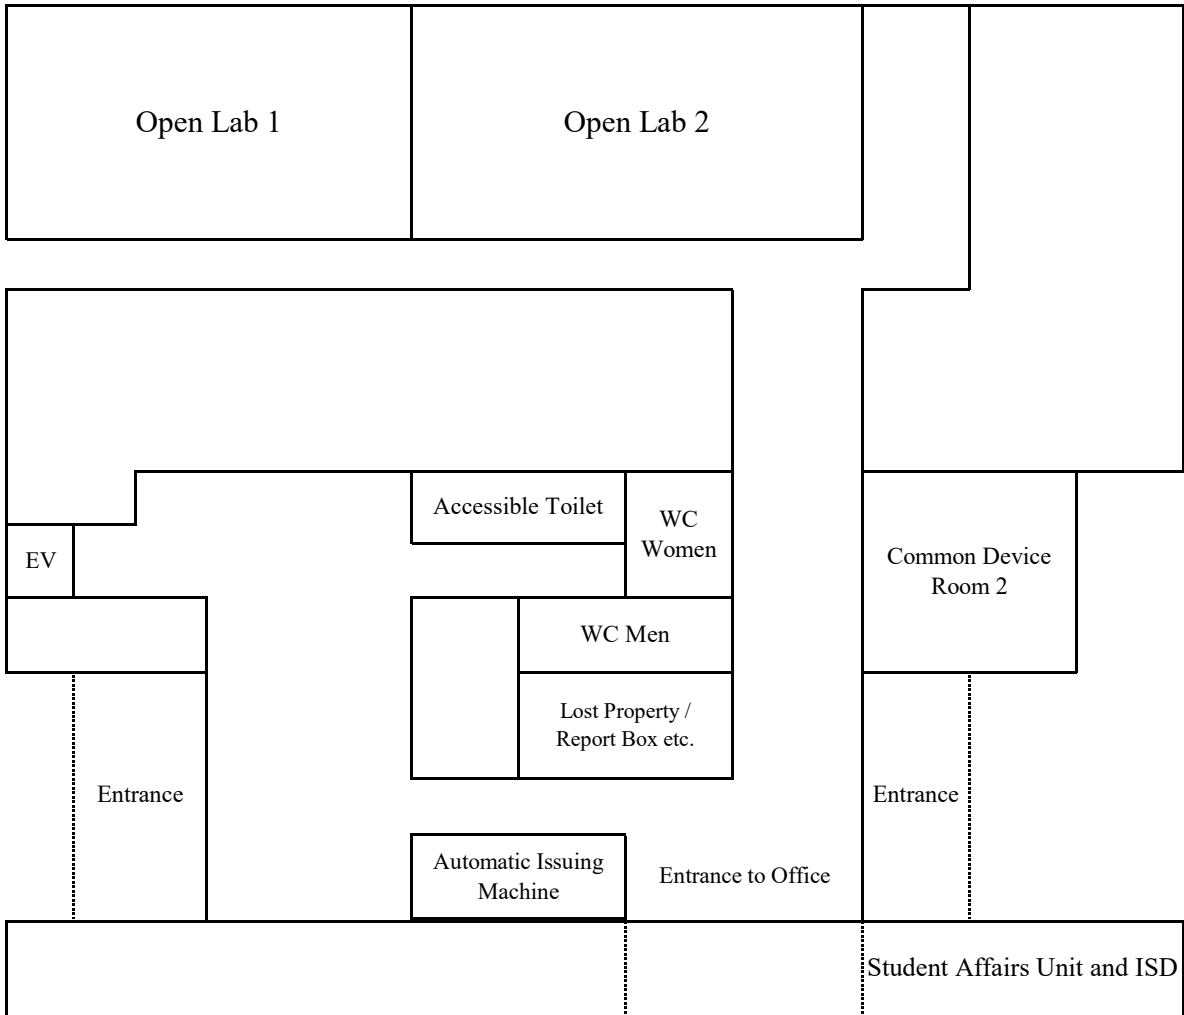 Open Lab 1
Open Lab 2
Accessible Toilet
WC
Women
EV
Common Device
Room 2
WC Men
Lost Property /
Report Box etc.
Entrance
Entrance
Automatic Issuing
Machine
Entrance to Office
Student Affairs Unit and ISD